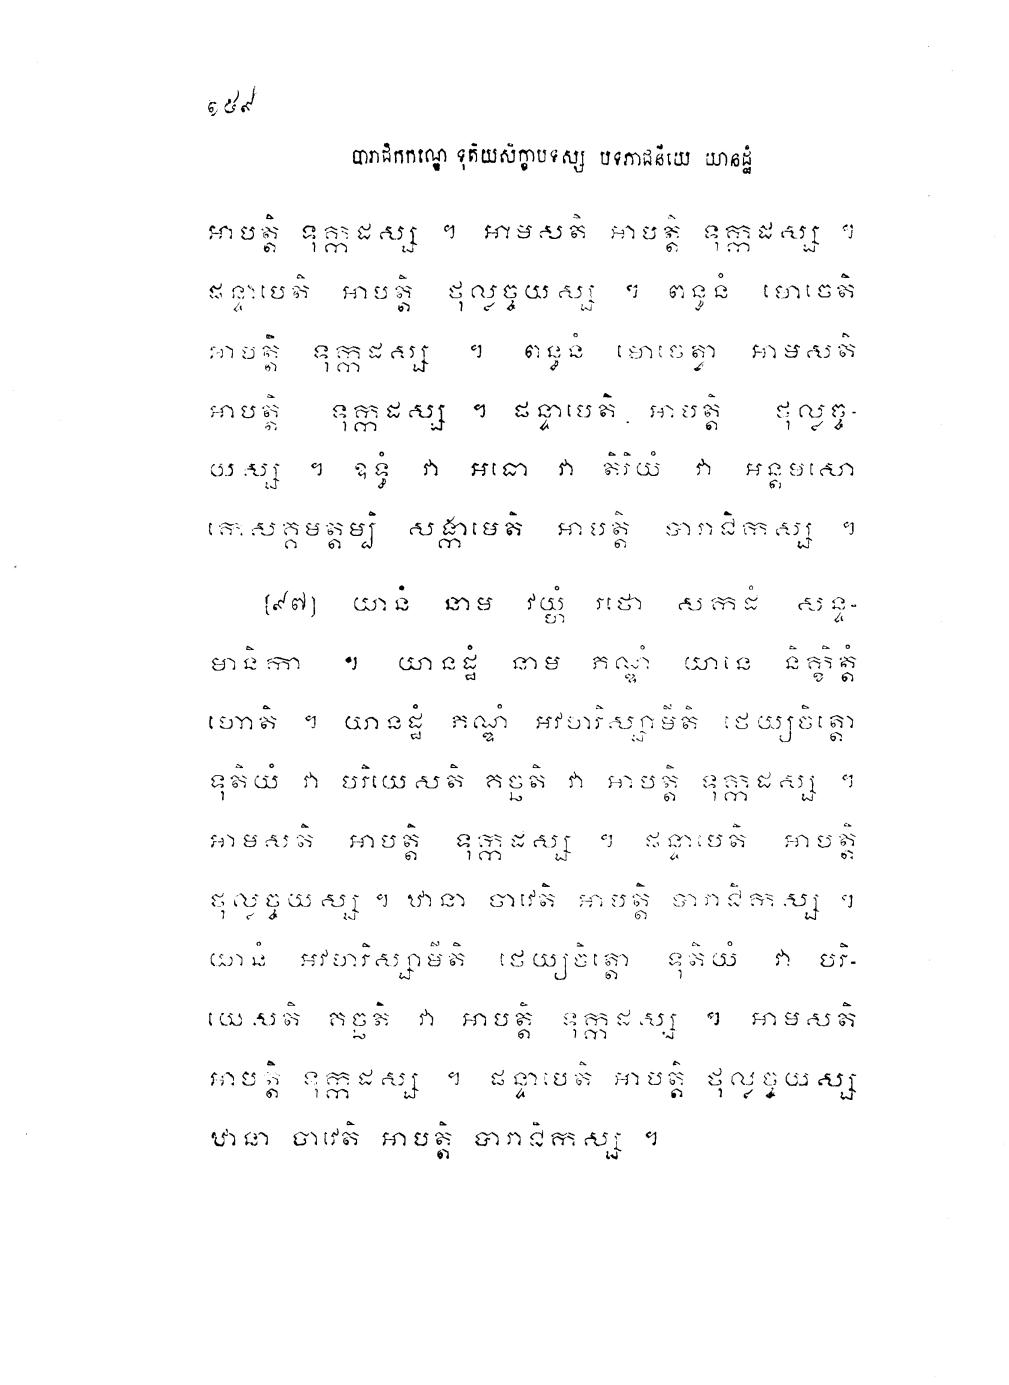 ១៥៩
បារាជិកកណ្ឌេ ទុតិយសិក្ខាបទស្ស បទភាជនីយេ យានដ្ឋំ
អាបត្តិ ទុក្កដស្ស ។ អាមសតិ អាបត្តិ ទុក្កដស្ស ។
ផន្ទាបេតិ អាបត្តិ ថុល្លច្ចយស្ស ។ ពន្ធនំ មោចេតិ
អាបត្តិ ទុក្កដស្ស ។ ពន្ធនំ មោចេត្វា អាមសតិ
អាបត្តិ ទុក្កដស្ស ។ ផន្ទាបេតិ អាបត្តិ ថុល្លច្ច-
យស្ស ។ ឧទ្ធំ វា អធោ វា តិរិយំ វា អន្តមសោ
កេសគ្គមត្តម្បិ សង្កាមេតិ អាបត្តិ បារាជិកស្ស ។
[៩៧] យានំ នាម វយ្ហំ រថោ សកដំ សន្ទ-
មានិកា ។ យានដ្ឋំ នាម ភណ្ឌំ យានេ និក្ខិត្តំ
ហោតិ ។ យានដ្ឋំ ភណ្ឌំ អវហរិស្សាមីតិ ថេយ្យចិត្តោ
ទុតិយំ វា បរិយេសតិ គច្ឆតិ វា អាបត្តិ ទុក្កដស្ស ។
អាមសតិ អាបត្តិ ទុក្កដស្ស ។ ផន្ទាបេតិ អាបត្តិ
ថុល្លច្ចយស្ស ។ ឋានា ចាវេតិ អាបត្តិ បារាជិកស្ស ។
យានំ អវហរិស្សាមីតិ ថេយ្យចិត្តោ ទុតិយំ វា បរិ-
យេសតិ គច្ឆតិ វា អាបត្តិ ទុក្កដស្ស ។ អាមសតិ
អាបត្តិ ទុក្កដស្ស ។ ផន្ទាបេតិ អាបត្តិ ថុល្លច្ចយស្ស
ឋានា ចាវេតិ អាបត្តិ បារាជិកស្ស ។